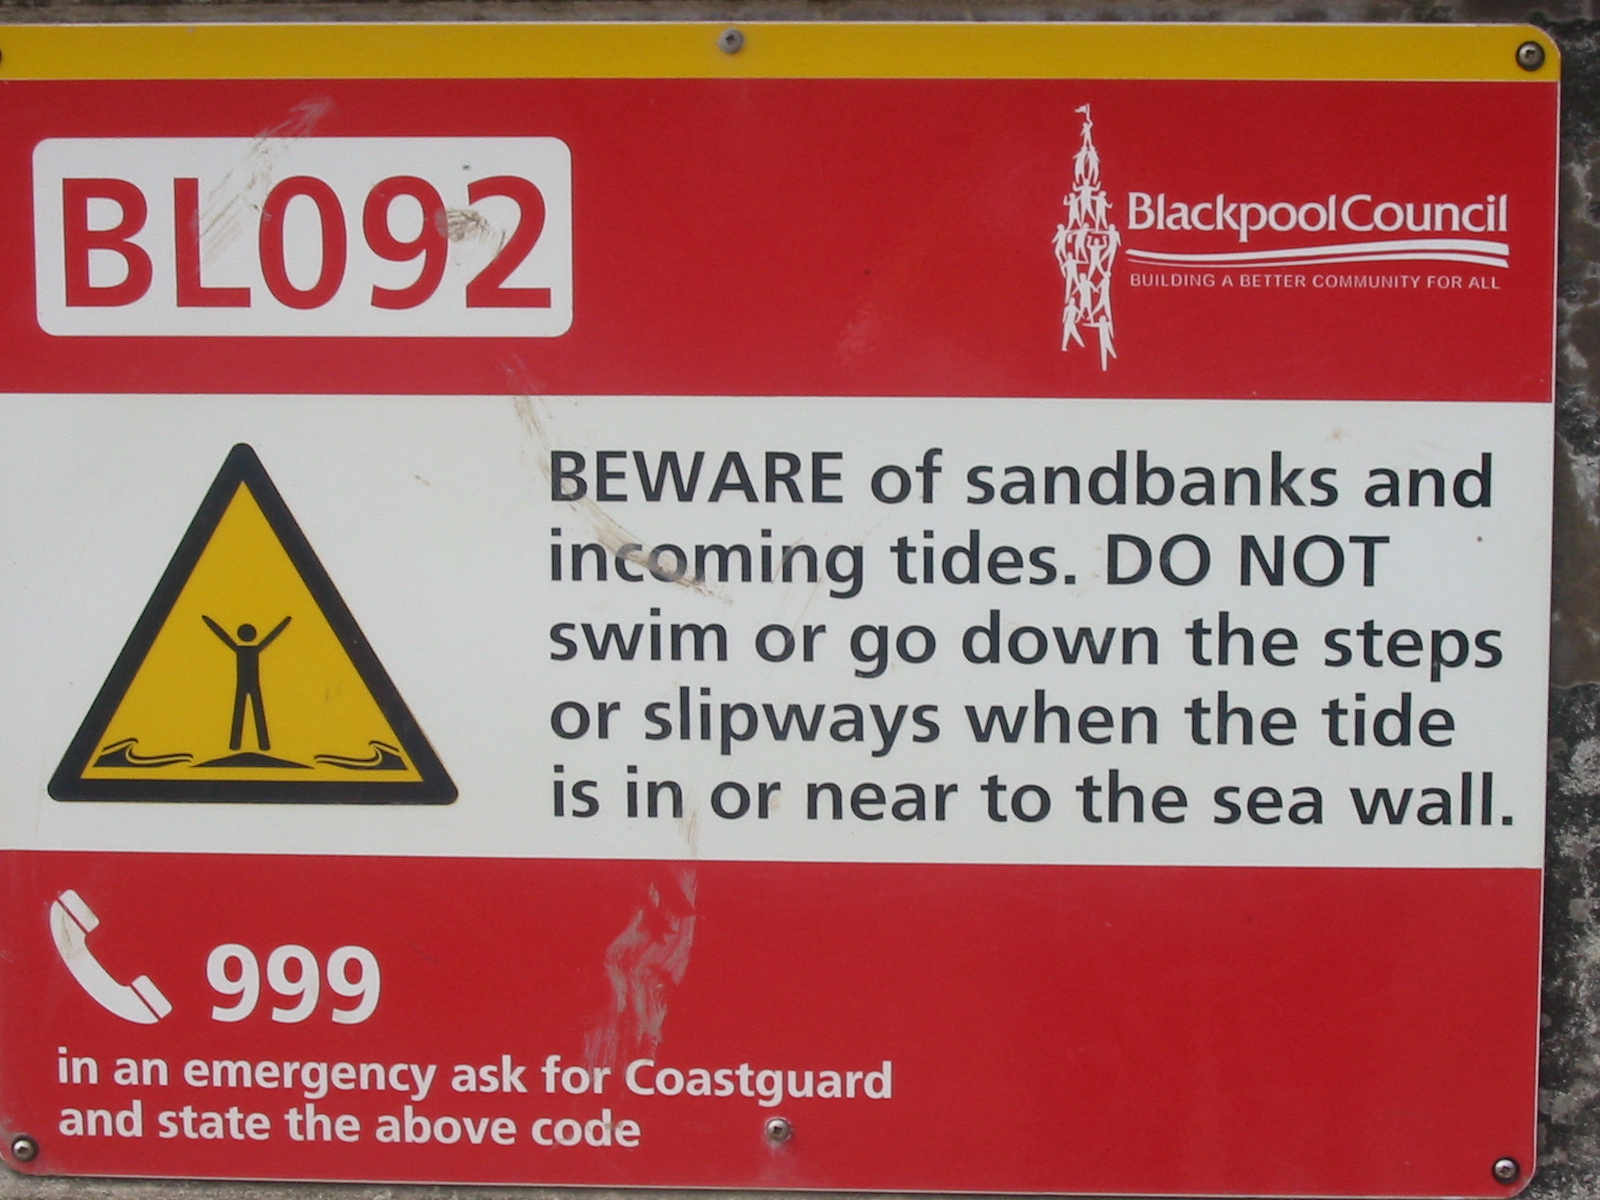 BL092
BlackpoolCouncil
BUILDING A BETTER COMMUNITY FOR ALL
BEWARE of sandbanks and
incoming tides. DO NOT
swim or go down the steps
or slipways when the tide
is in or near to the sea wall.
999
in an emergency ask for Coastguard
and state the above code